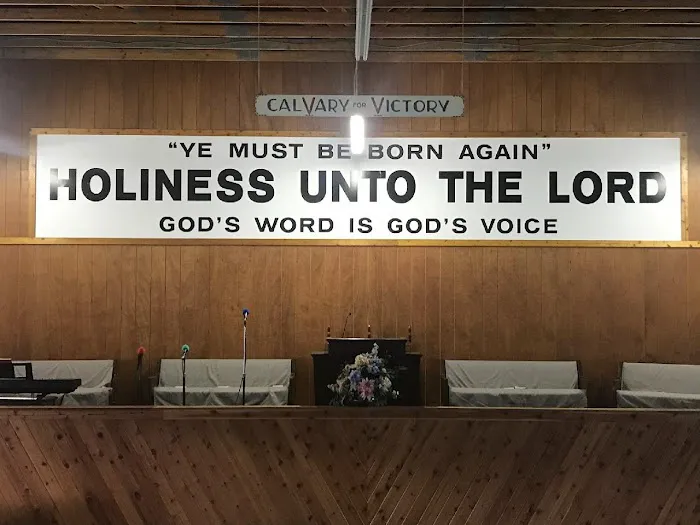 CALVARY FOR VICTORY
"YE MUST BE BORN AGAIN"
HOLINESS UNTO THE LORD
GOD'S WORD IS GOD'S VOICE